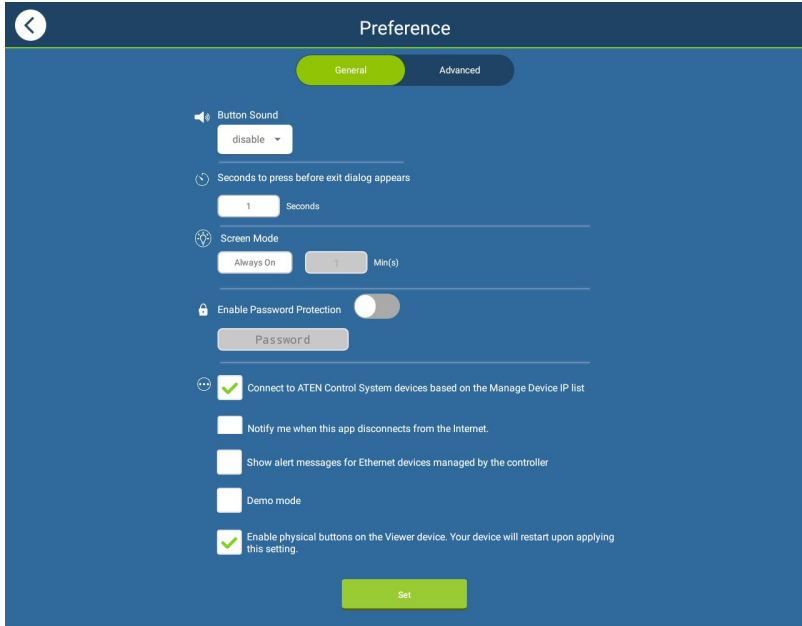 Preference
General
Advanced
Button Sound
disable
Seconds to press before exit dialog appears
1
Seconds
Screen Mode
Always On
1
Min(s)
Enable Password Protection
Password
Connect to ATEN Control System devices based on the Manage Device IP list
Notify me when this app disconnects from the Internet.
Show alert messages for Ethernet devices managed by the controller
Demo mode
Enable physical buttons on the Viewer device. Your device will restart upon applying
this setting.
Set